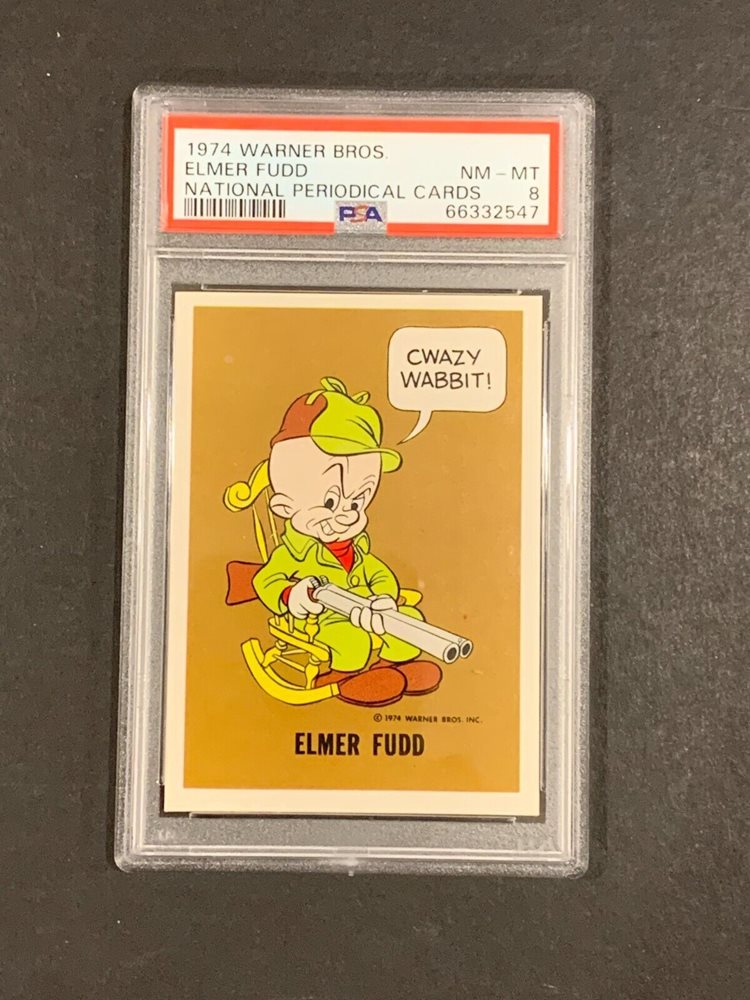 1974 WARNER BROS.
ELMER FUDD NM-MT
NATIONAL PERIODICAL CARDS 8
PSA 66332547
CWAZY
WABBIT!
© 1974 WARNER BROS. INC.
ELMER FUDD